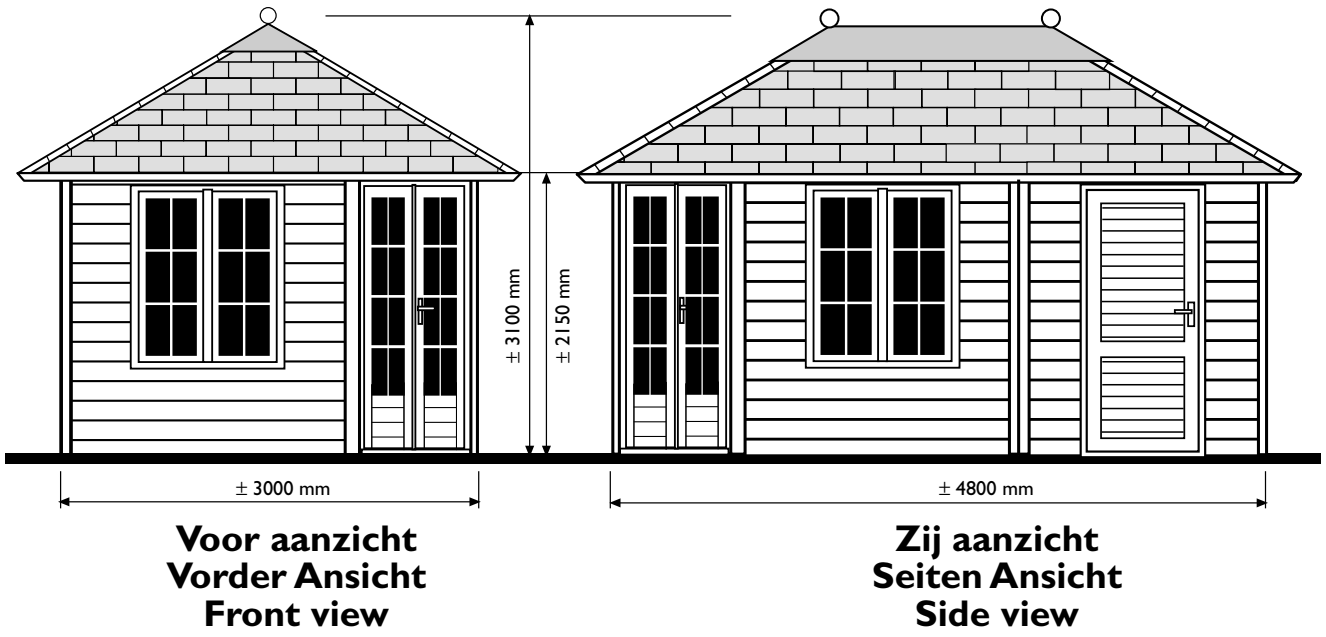 ± 3100 mm
± 2150 mm
± 3000 mm
± 4800 mm
Voor aanzicht
Vorder Ansicht
Front view
Zij aanzicht
Seiten Ansicht
Side view